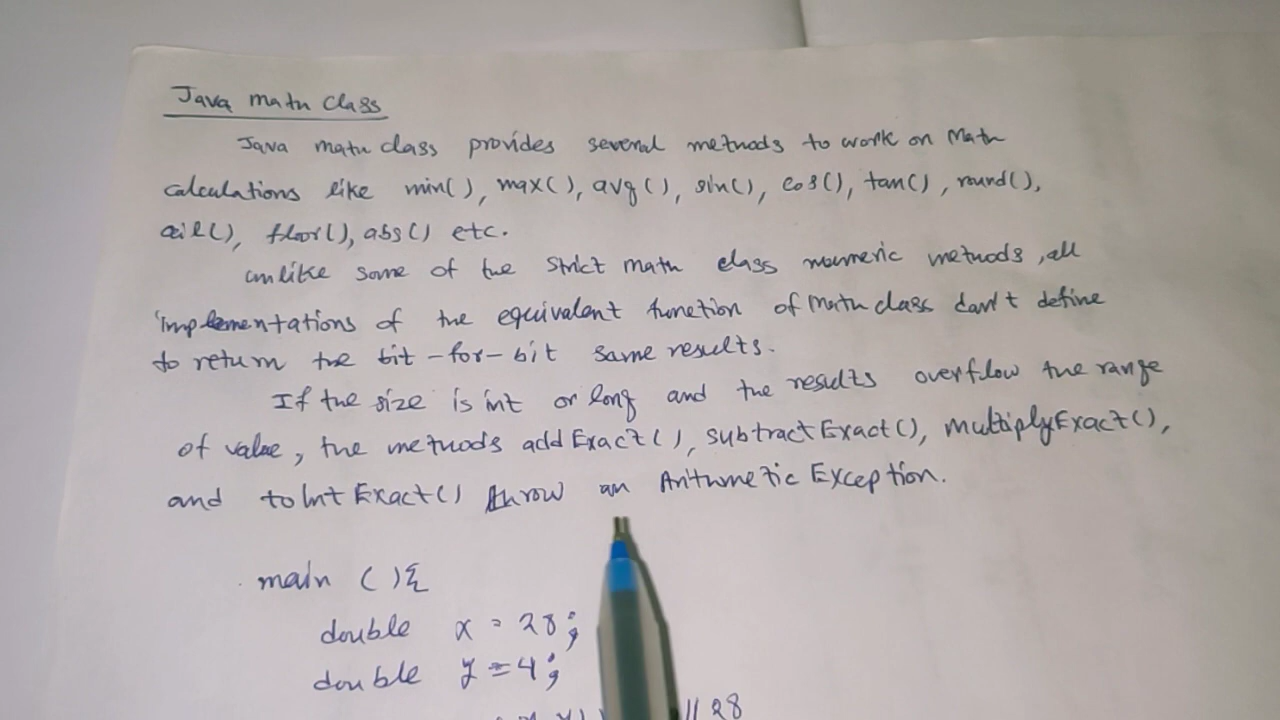 Java math class
Java math class provides several methods to work on Math
calculations like min(), max(), avg(), sin(), cos(), tan(), round(),
ceil(), floor(), abs() etc.
unlike some of the strict math class numeric methods, all
implementations of the equivalent function of Math class can't define
to return the bit-for-bit same results.
If the size is int or long and the results overflow the range
of value, the methods addExact(), subtractExact(), multiplyExact(),
and toIntExact() throw an Arithmetic Exception.
main (){
double x = 28;
double y = 4;
// 28